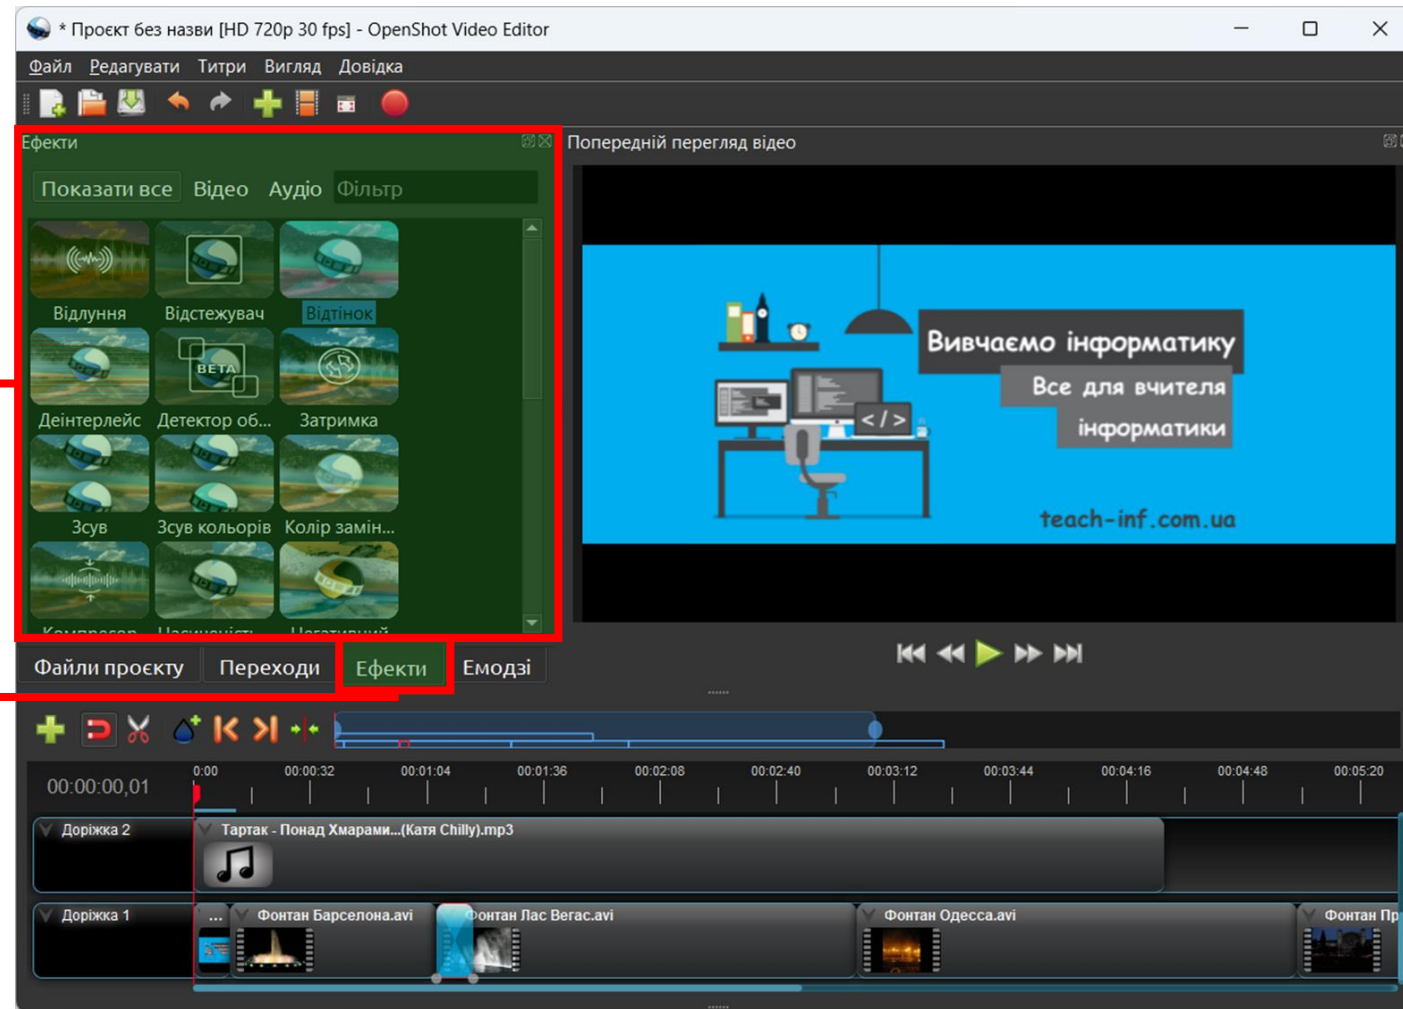 * Проєкт без назви [HD 720p 30 fps] - OpenShot Video Editor
Файл Редагувати Титри Вигляд Довідка
Ефекти
Попередній перегляд відео
Показати все Відео Аудіо Фільтр
Відлуння Відстежувач Відтінок
BETA
Деінтерлейс Детектор об... Затримка
Зсув Зсув кольорів Колір замін...
Компресор Насиченість Негативний
Вивчаємо інформатику
Все для вчителя
інформатики
</>
teach-inf.com.ua
Файли проєкту Переходи Ефекти Емодзі
00:00:00,01
0:00 00:00:32 00:01:04 00:01:36 00:02:08 00:02:40 00:03:12 00:03:44 00:04:16 00:04:48 00:05:20
Доріжка 2
Тартак - Понад Хмарами...(Катя Chilly).mp3
Доріжка 1
... Фонтан Барселона.avi Фонтан Лас Вегас.avi Фонтан Одесса.avi Фонтан Пр